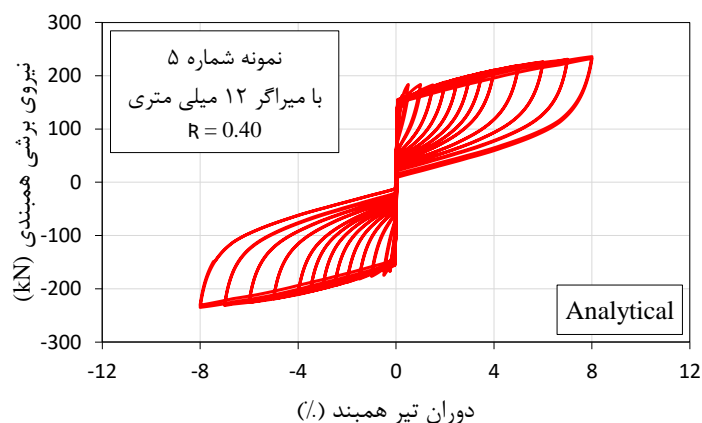 نیروی برشی همبندی (kN)
300
200
100
0
-100
-200
-300
نمونه شماره ۵
با میراگر ۱۲ میلی متری
R = 0.40
Analytical
-12
-8
-4
0
4
8
12
دوران تیر همبند (٪)